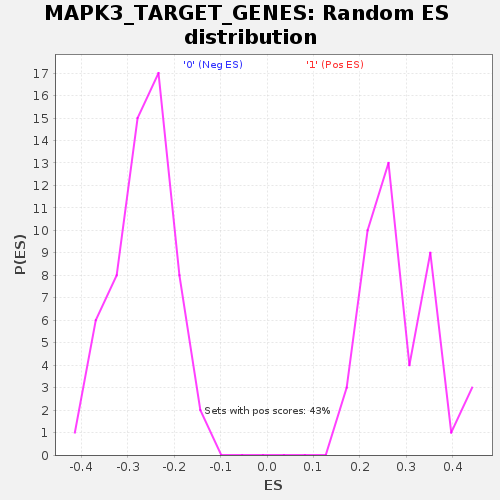 MAPK3_TARGET_GENES: Random ES
distribution
'0' (Neg ES) '1' (Pos ES)
17
16
15
14
13
12
11
10
9
8
7
6
5
4
3
2
1
0
P(ES)
Sets with pos scores: 43%
-0.4 -0.3 -0.2 -0.1 0.0 0.1 0.2 0.3 0.4
ES